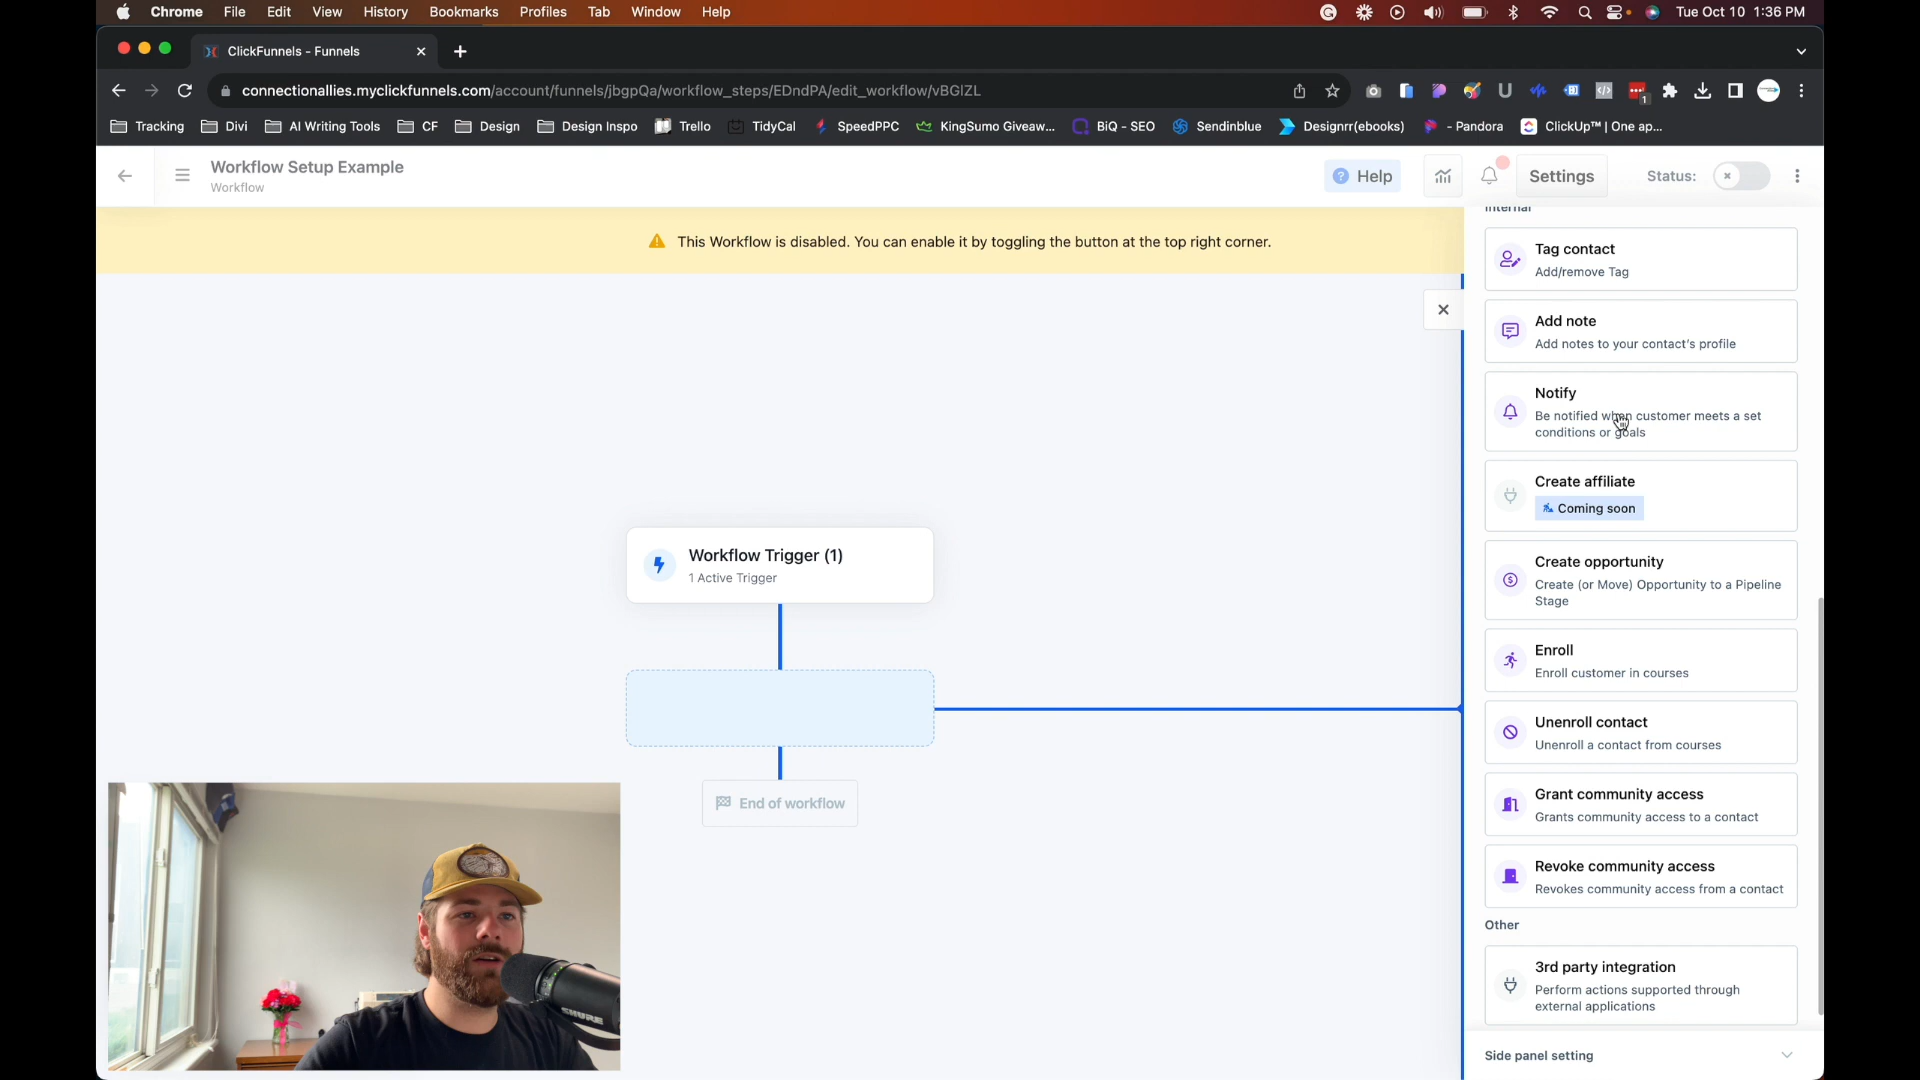 Chrome File Edit View History Bookmarks Profiles Tab Window Help Tue Oct 10 1:36 PM
ClickFunnels - Funnels
connectionallies.myclickfunnels.com/account/funnels/jbgpQa/workflow_steps/EDndPA/edit_workflow/vBGlZL
1
Tracking Divi AI Writing Tools CF Design Design Inspo Trello TidyCal SpeedPPC KingSumo Giveaw... BiQ - SEO Sendinblue Designrr(ebooks) - Pandora ClickUp™ | One ap...
Workflow Setup Example
Workflow
Help
Settings
Status:
This Workflow is disabled. You can enable it by toggling the button at the top right corner.
Internal
Tag contact
Add/remove Tag
Add note
Add notes to your contact's profile
Notify
Be notified when customer meets a set
conditions or goals
Create affiliate
Coming soon
Create opportunity
Create (or Move) Opportunity to a Pipeline
Stage
Enroll
Enroll customer in courses
Unenroll contact
Unenroll a contact from courses
Grant community access
Grants community access to a contact
Revoke community access
Revokes community access from a contact
Other
3rd party integration
Perform actions supported through
external applications
Side panel setting
Workflow Trigger (1)
1 Active Trigger
End of workflow
SHURE